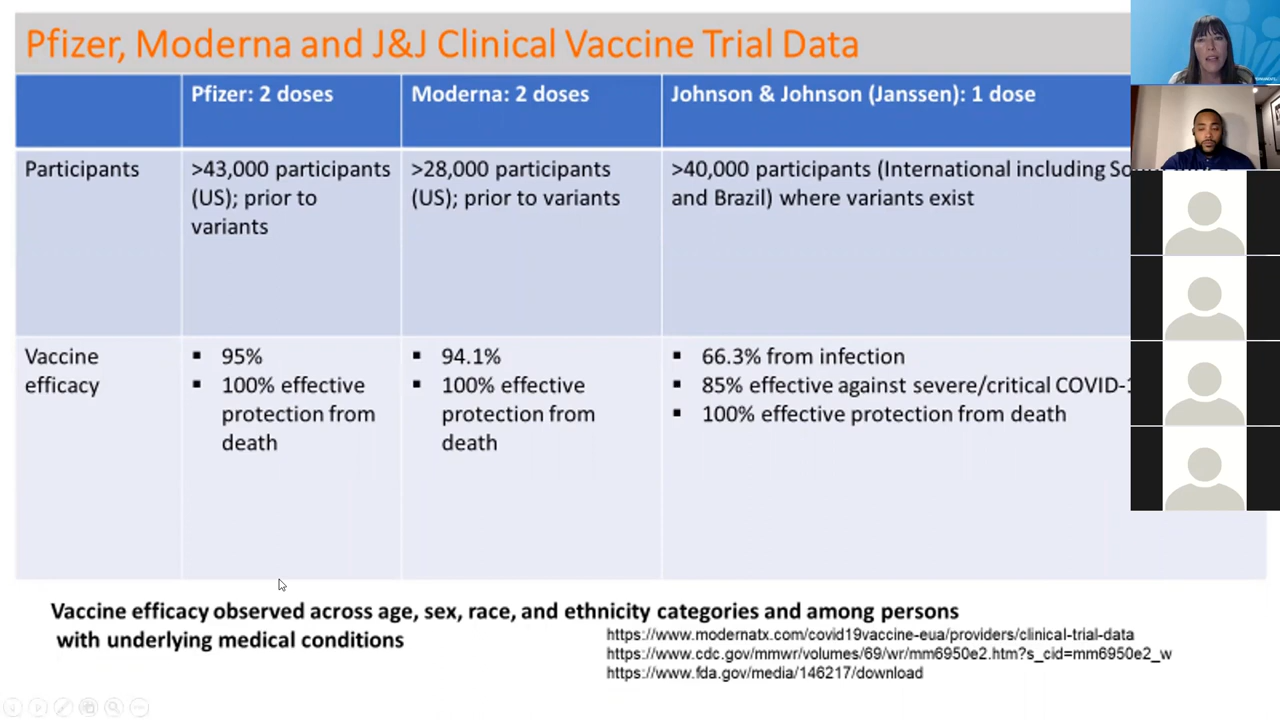 Pfizer, Moderna and J&J Clinical Vaccine Trial Data
Pfizer: 2 doses
Moderna: 2 doses
Johnson & Johnson (Janssen): 1 dose
Participants
>43,000 participants
(US); prior to
variants
>28,000 participants
(US); prior to variants
>40,000 participants (International including
and Brazil) where variants exist
Vaccine
efficacy
▪ 95%
▪ 100% effective
protection from
death
▪ 94.1%
▪ 100% effective
protection from
death
▪ 66.3% from infection
▪ 85% effective against severe/critical
▪ 100% effective protection from death
Vaccine efficacy observed across age, sex, race, and ethnicity categories and among persons
with underlying medical conditions
https://www.modernatx.com/covid19vaccine-eua/providers/clinical-trial-data
https://www.cdc.gov/mmwr/volumes/69/wr/mm6950e2.htm?s_cid=mm6950e2_w
https://www.fda.gov/media/146217/download